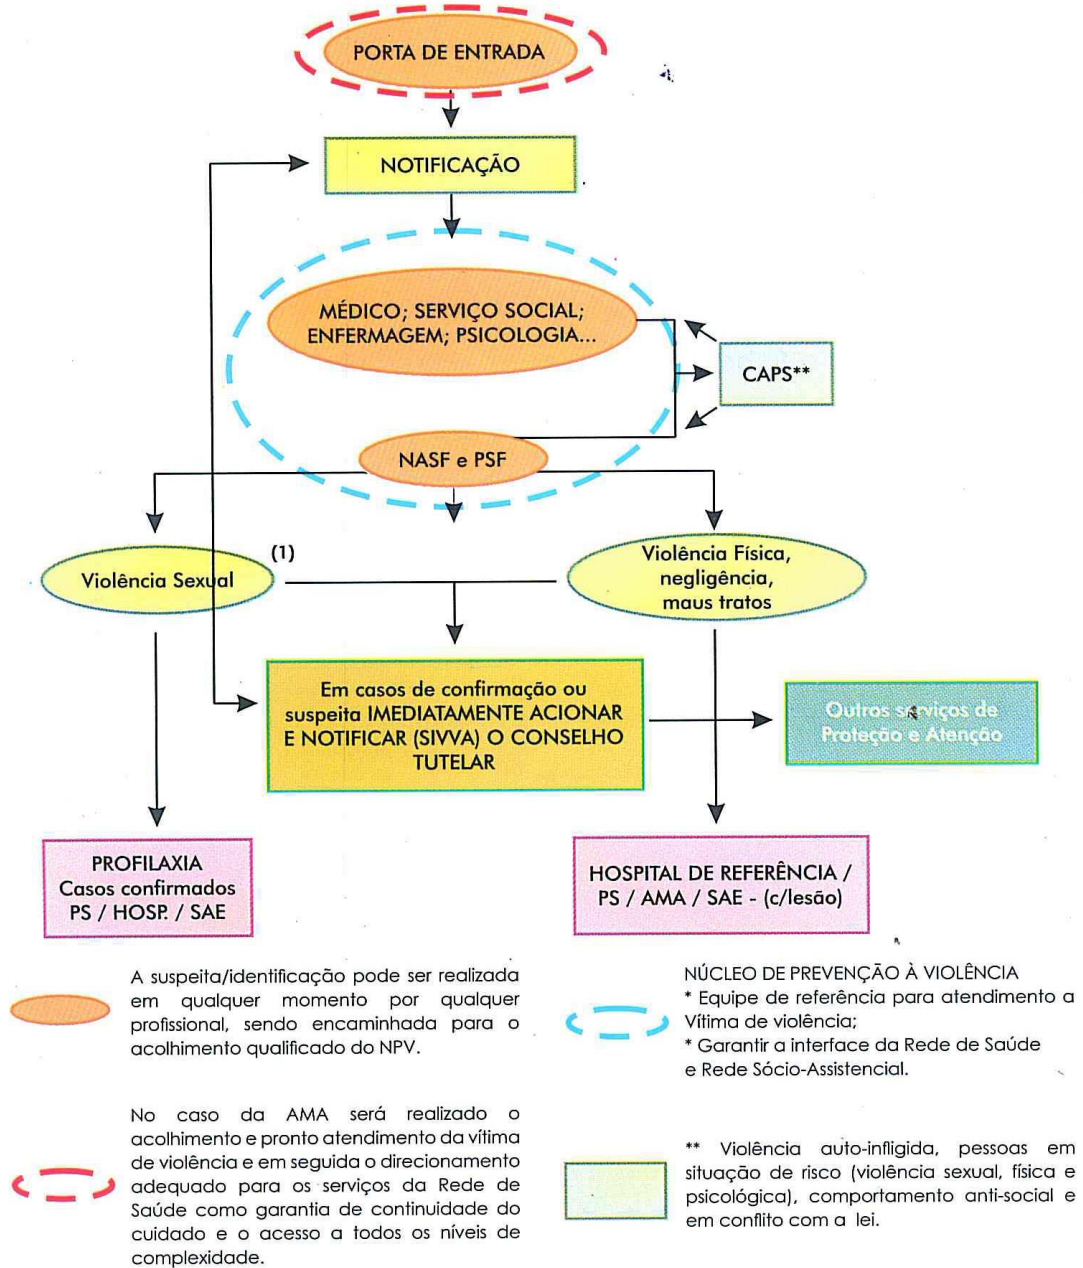 PORTA DE ENTRADA
NOTIFICAÇÃO
MÉDICO; SERVIÇO SOCIAL;
ENFERMAGEM; PSICOLOGIA...
CAPS**
NASF e PSF
(1)
Violência Sexual
Violência Física,
negligência,
maus tratos
Em casos de confirmação ou
suspeita IMEDIATAMENTE ACIONAR
E NOTIFICAR (SIVVA) O CONSELHO
TUTELAR
Outros serviços de
Proteção e Atenção
PROFILAXIA
Casos confirmados
PS / HOSP. / SAE
HOSPITAL DE REFERÊNCIA /
PS / AMA / SAE - (c/lesão)
A suspeita/identificação pode ser realizada
em qualquer momento por qualquer
profissional, sendo encaminhada para o
acolhimento qualificado do NPV.
NÚCLEO DE PREVENÇÃO À VIOLÊNCIA
* Equipe de referência para atendimento a
Vítima de violência;
* Garantir a interface da Rede de Saúde
e Rede Sócio-Assistencial.
No caso da AMA será realizado o
acolhimento e pronto atendimento da vítima
de violência e em seguida o direcionamento
adequado para os serviços da Rede de
Saúde como garantia de continuidade do
cuidado e o acesso a todos os níveis de
complexidade.
** Violência auto-infligida, pessoas em
situação de risco (violência sexual, física e
psicológica), comportamento anti-social e
em conflito com a lei.